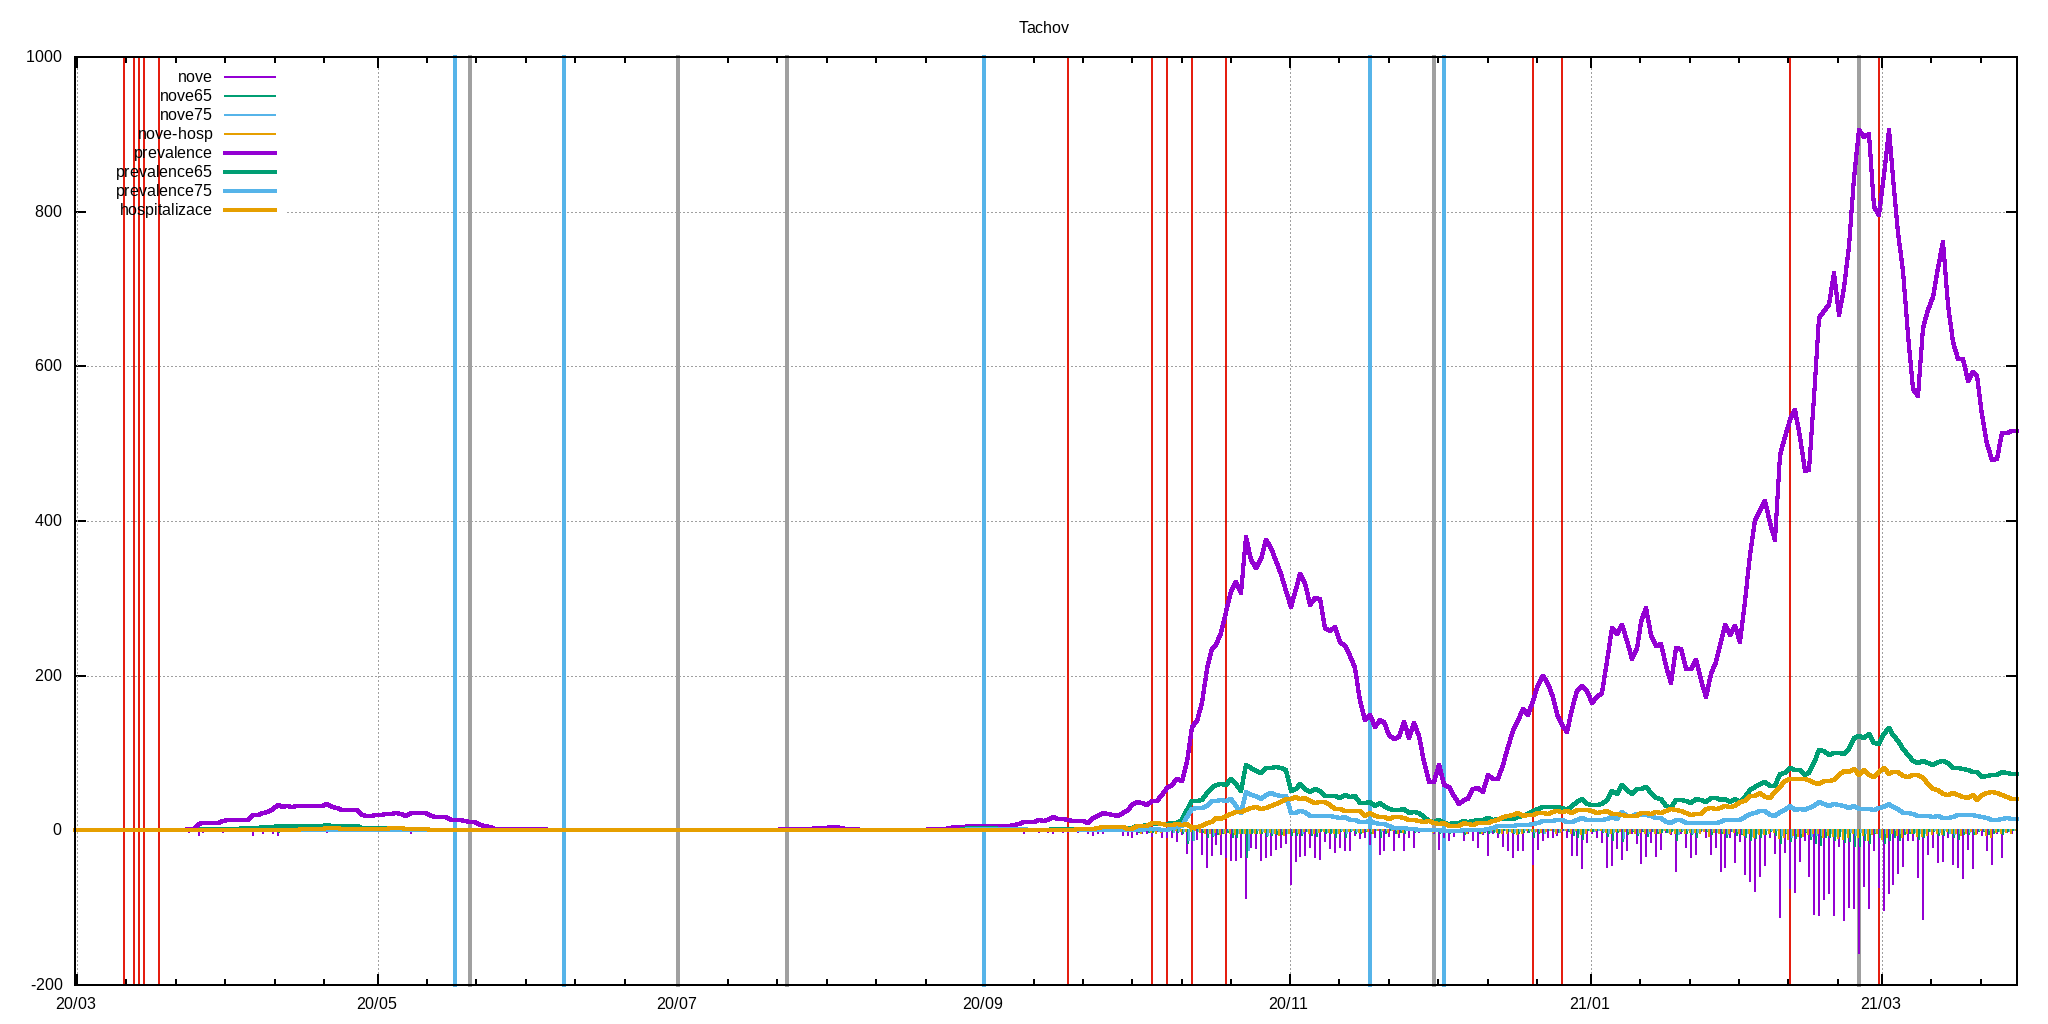 Tachov
1000
nove
nove65
nove75
nove-hosp
prevalence
prevalence65
prevalence75
hospitalizace
800
600
400
200
0
-200
20/03 20/05 20/07 20/09 20/11 21/01 21/03